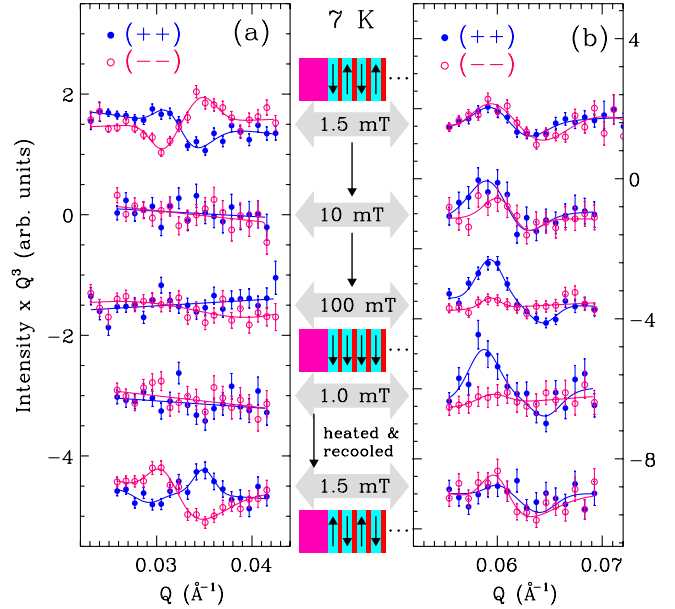 (++)
(−−)
(a)
7 K
(++)
(−−)
(b)
Intensity x Q³ (arb. units)
2
0
−2
−4
0.03
0.04
Q (Å⁻¹)
...
1.5 mT
10 mT
100 mT
...
1.0 mT
heated &
recooled
1.5 mT
...
4
0
−4
−8
0.06
0.07
Q (Å⁻¹)